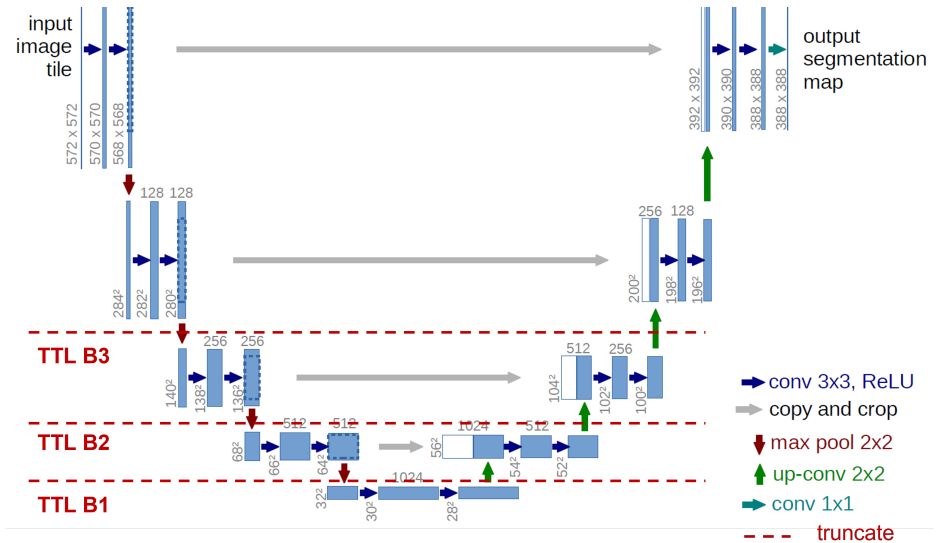 input
image
tile
572 x 572
570 x 570
568 x 568
392 x 392
390 x 390
388 x 388
388 x 388
output
segmentation
map
128 128
284²
282²
280²
256 128
200²
198²
196²
TTL B3
256 256
140²
138²
136²
512 256
104²
102²
100²
TTL B2
512 512
68²
66²
64²
1024 512
56²
54²
52²
TTL B1
1024
32²
30²
28²
conv 3x3, ReLU
copy and crop
max pool 2x2
up-conv 2x2
conv 1x1
truncate